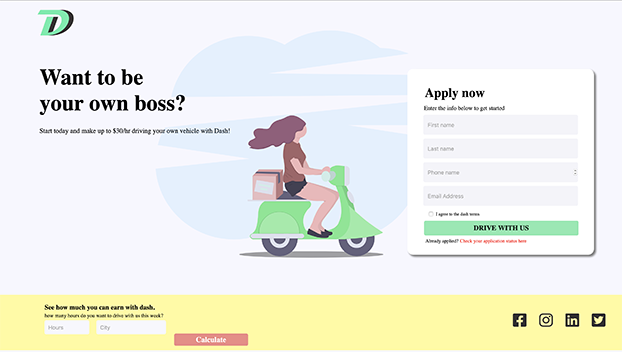 D
Want to be
your own boss?
Start today and make up to $30/hr driving your own vehicle with Dash!
Apply now
Enter the info below to get started
First name
Last name
Phone name
Email Address
I agree to the dash terms
DRIVE WITH US
Already applied? Check your application status here
See how much you can earn with dash.
how many hours do you want to drive with us this week?
Hours
City
Calculate